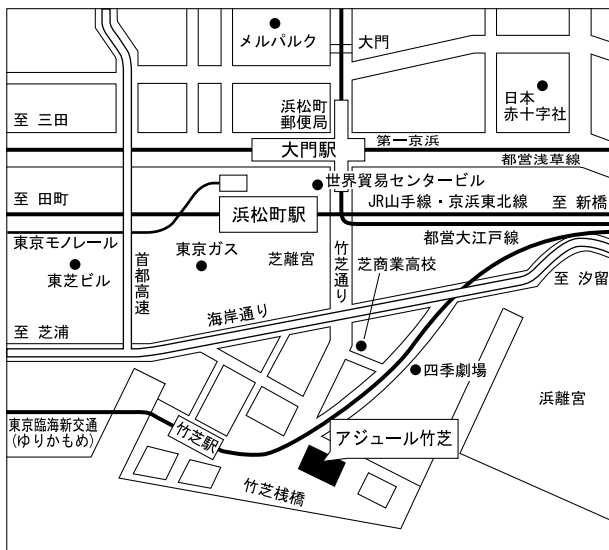 メルパルク
大門
日本
赤十字社
浜松町
郵便局
至 三田
第一京浜
大門駅
都営浅草線
世界貿易センタービル
至 田町
JR山手線・京浜東北線
至 新橋
浜松町駅
東京モノレール
都営大江戸線
東京ガス
芝離宮
竹芝通り
首都高速
東芝ビル
芝商業高校
至 汐留
海岸通り
至 芝浦
四季劇場
浜離宮
東京臨海新交通
(ゆりかもめ)
竹芝駅
アジュール竹芝
竹芝桟橋